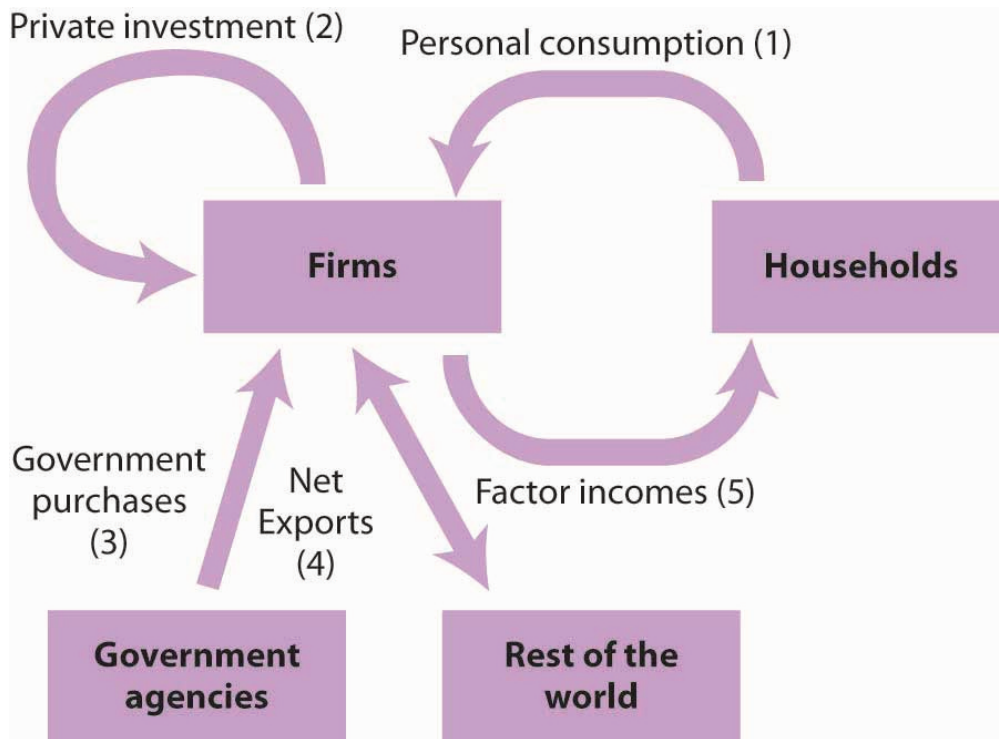 Private investment (2)
Personal consumption (1)
Firms
Households
Government
purchases
(3)
Net
Exports
(4)
Factor incomes (5)
Government
agencies
Rest of the
world